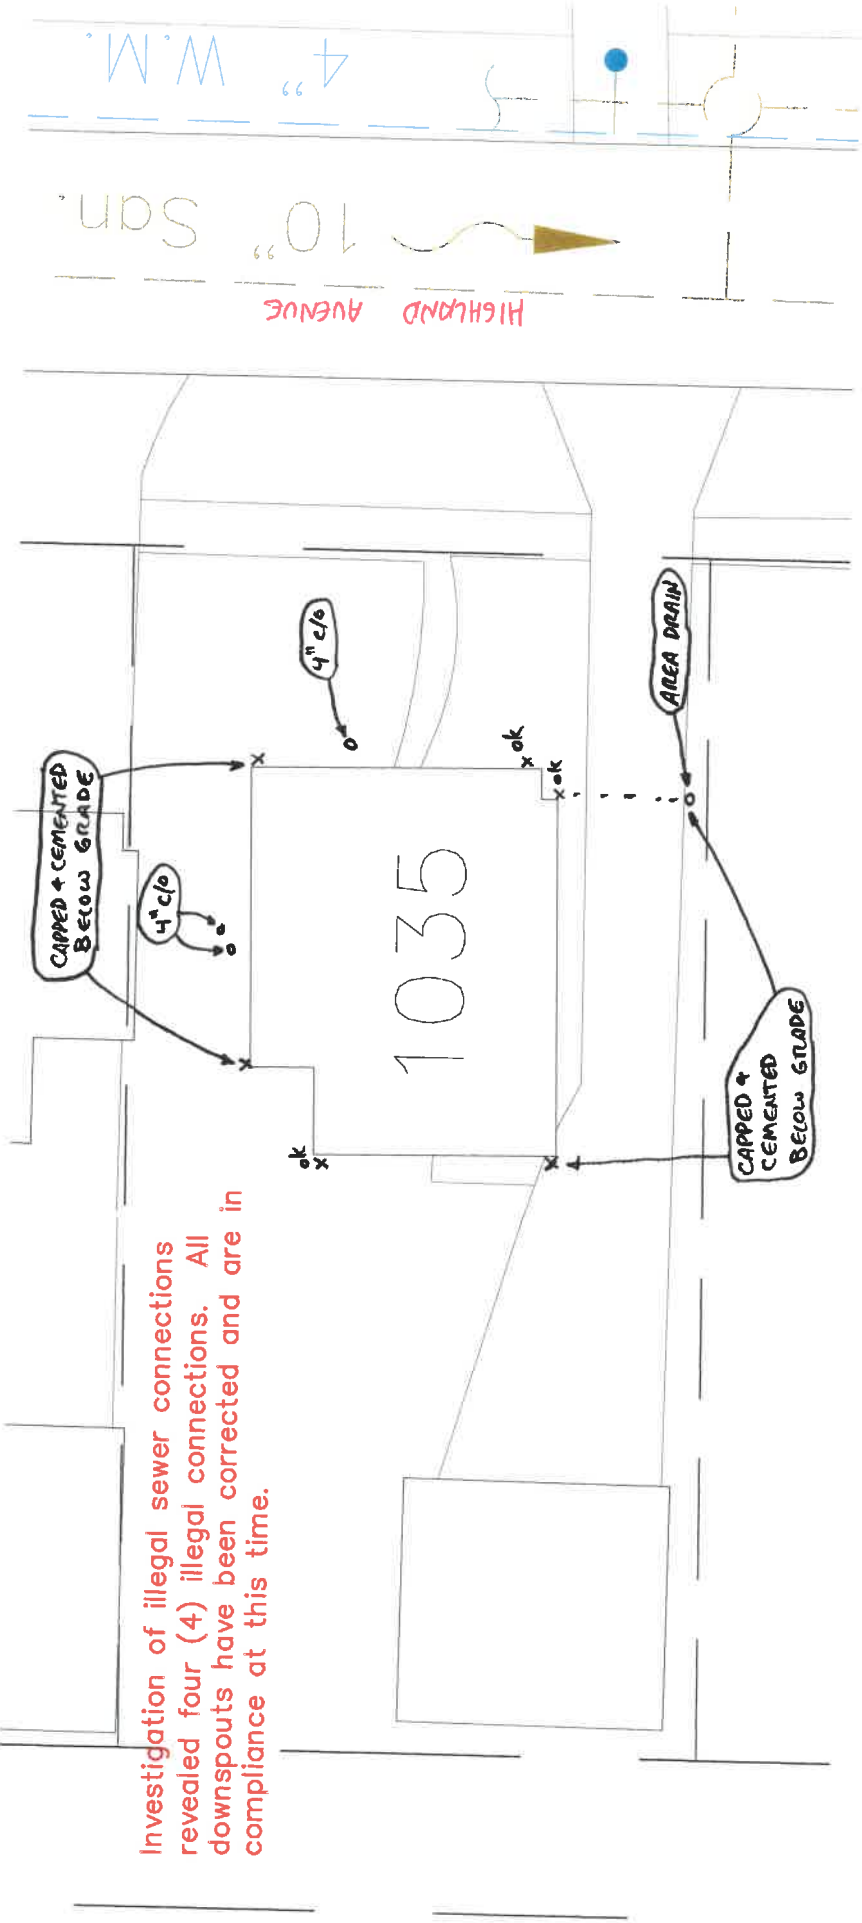 4" W.M.
10" San.
HIGHLAND AVENUE
CAPPED & CEMENTED
BELOW GRADE
4" c/o
4" c/o
ok
ok
ok
AREA DRAIN
1035
CAPPED &
CEMENTED
BELOW GRADE
Investigation of illegal sewer connections
revealed four (4) illegal connections. All
downspouts have been corrected and are in
compliance at this time.